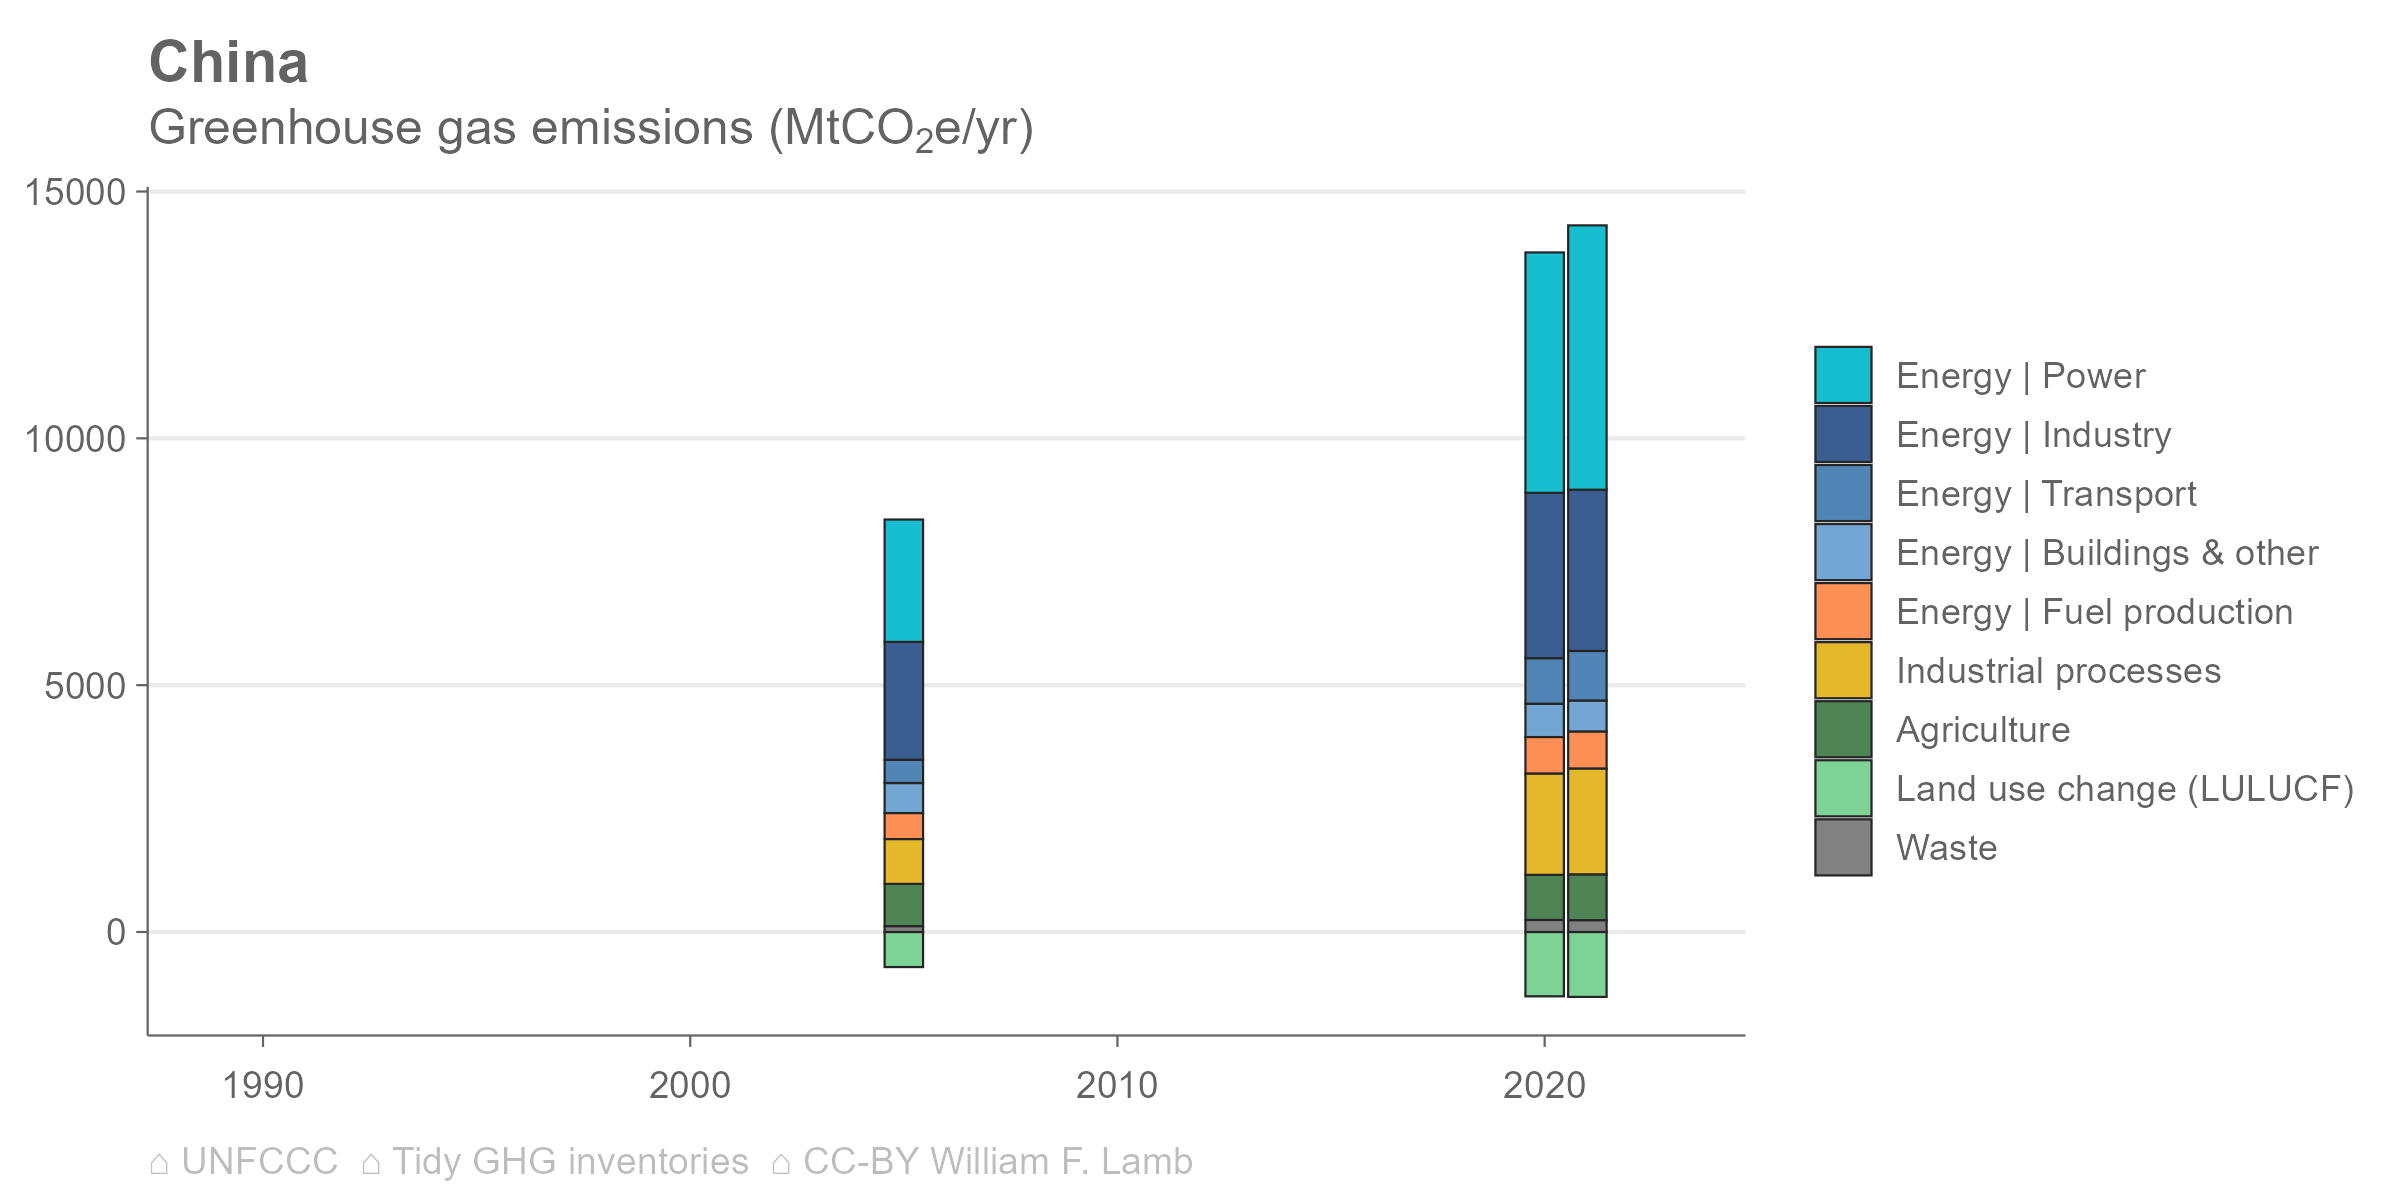 China
Greenhouse gas emissions (MtCO₂e/yr)
15000
10000
5000
0
1990
2000
2010
2020
Energy | Power
Energy | Industry
Energy | Transport
Energy | Buildings & other
Energy | Fuel production
Industrial processes
Agriculture
Land use change (LULUCF)
Waste
⌂ UNFCCC ⌂ Tidy GHG inventories ⌂ CC-BY William F. Lamb